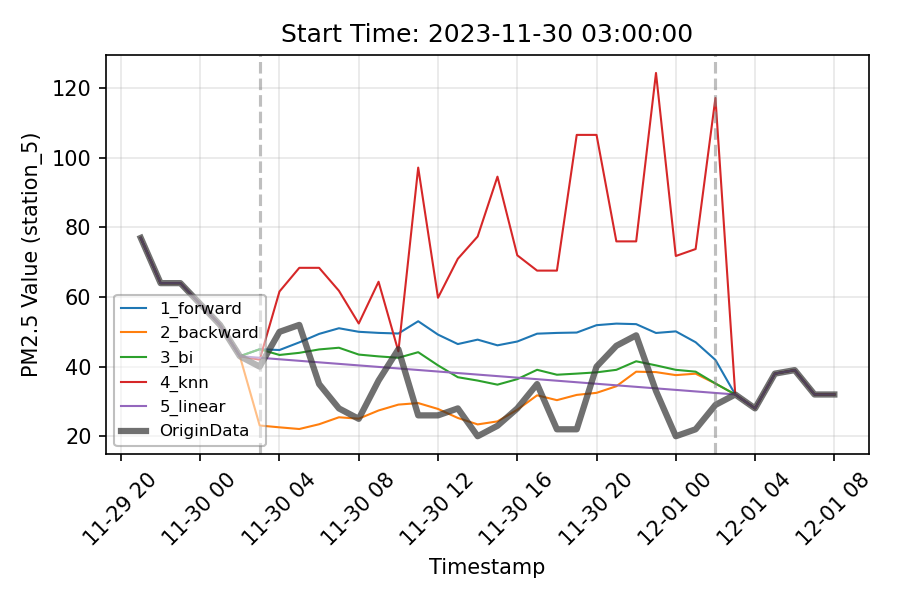 Start Time: 2023-11-30 03:00:00
PM2.5 Value (station_5)
120
100
80
60
40
20
1_forward
2_backward
3_bi
4_knn
5_linear
OriginData
11-29 20
11-30 00
11-30 04
11-30 08
11-30 12
11-30 16
11-30 20
12-01 00
12-01 04
12-01 08
Timestamp